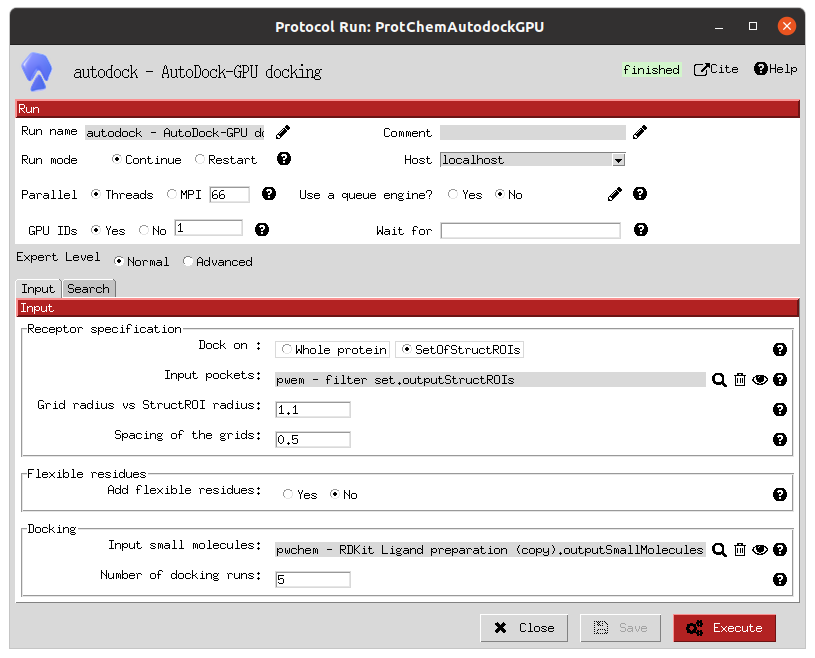 Protocol Run: ProtChemAutodockGPU
autodock - AutoDock-GPU docking finished Cite Help
Run
Run name autodock - AutoDock-GPU do Comment
Run mode Continue Restart Host localhost
Parallel Threads MPI 66 Use a queue engine? Yes No
GPU IDs Yes No 1 Wait for
Expert Level Normal Advanced
Input Search
Input
Receptor specification
Dock on : Whole protein SetOfStructROIs
Input pockets: pwem - filter set.outputStructROIs
Grid radius vs StructROI radius: 1.1
Spacing of the grids: 0.5
Flexible residues
Add flexible residues: Yes No
Docking
Input small molecules: pwchem - RDKit Ligand preparation (copy).outputSmallMolecules
Number of docking runs: 5
Close Save Execute